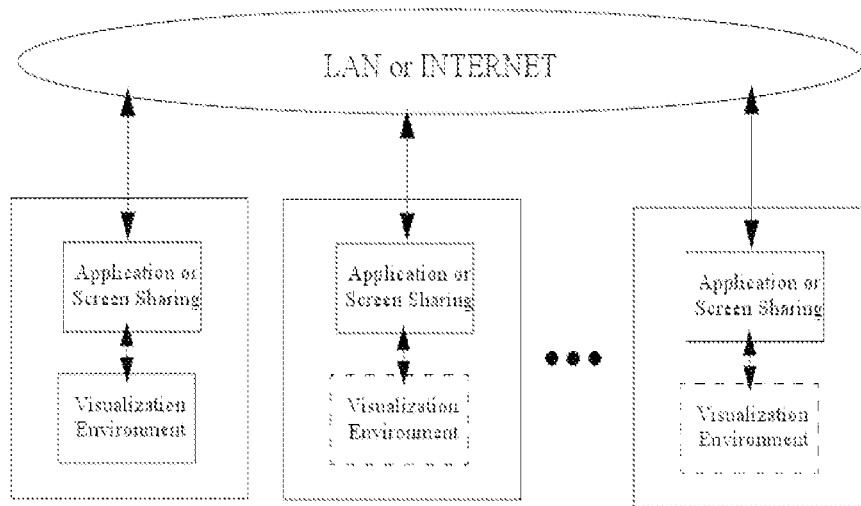 LAN or INTERNET
Application or
Screen Sharing
Visualization
Environment
Application or
Screen Sharing
Visualization
Environment
Application or
Screen Sharing
Visualization
Environment